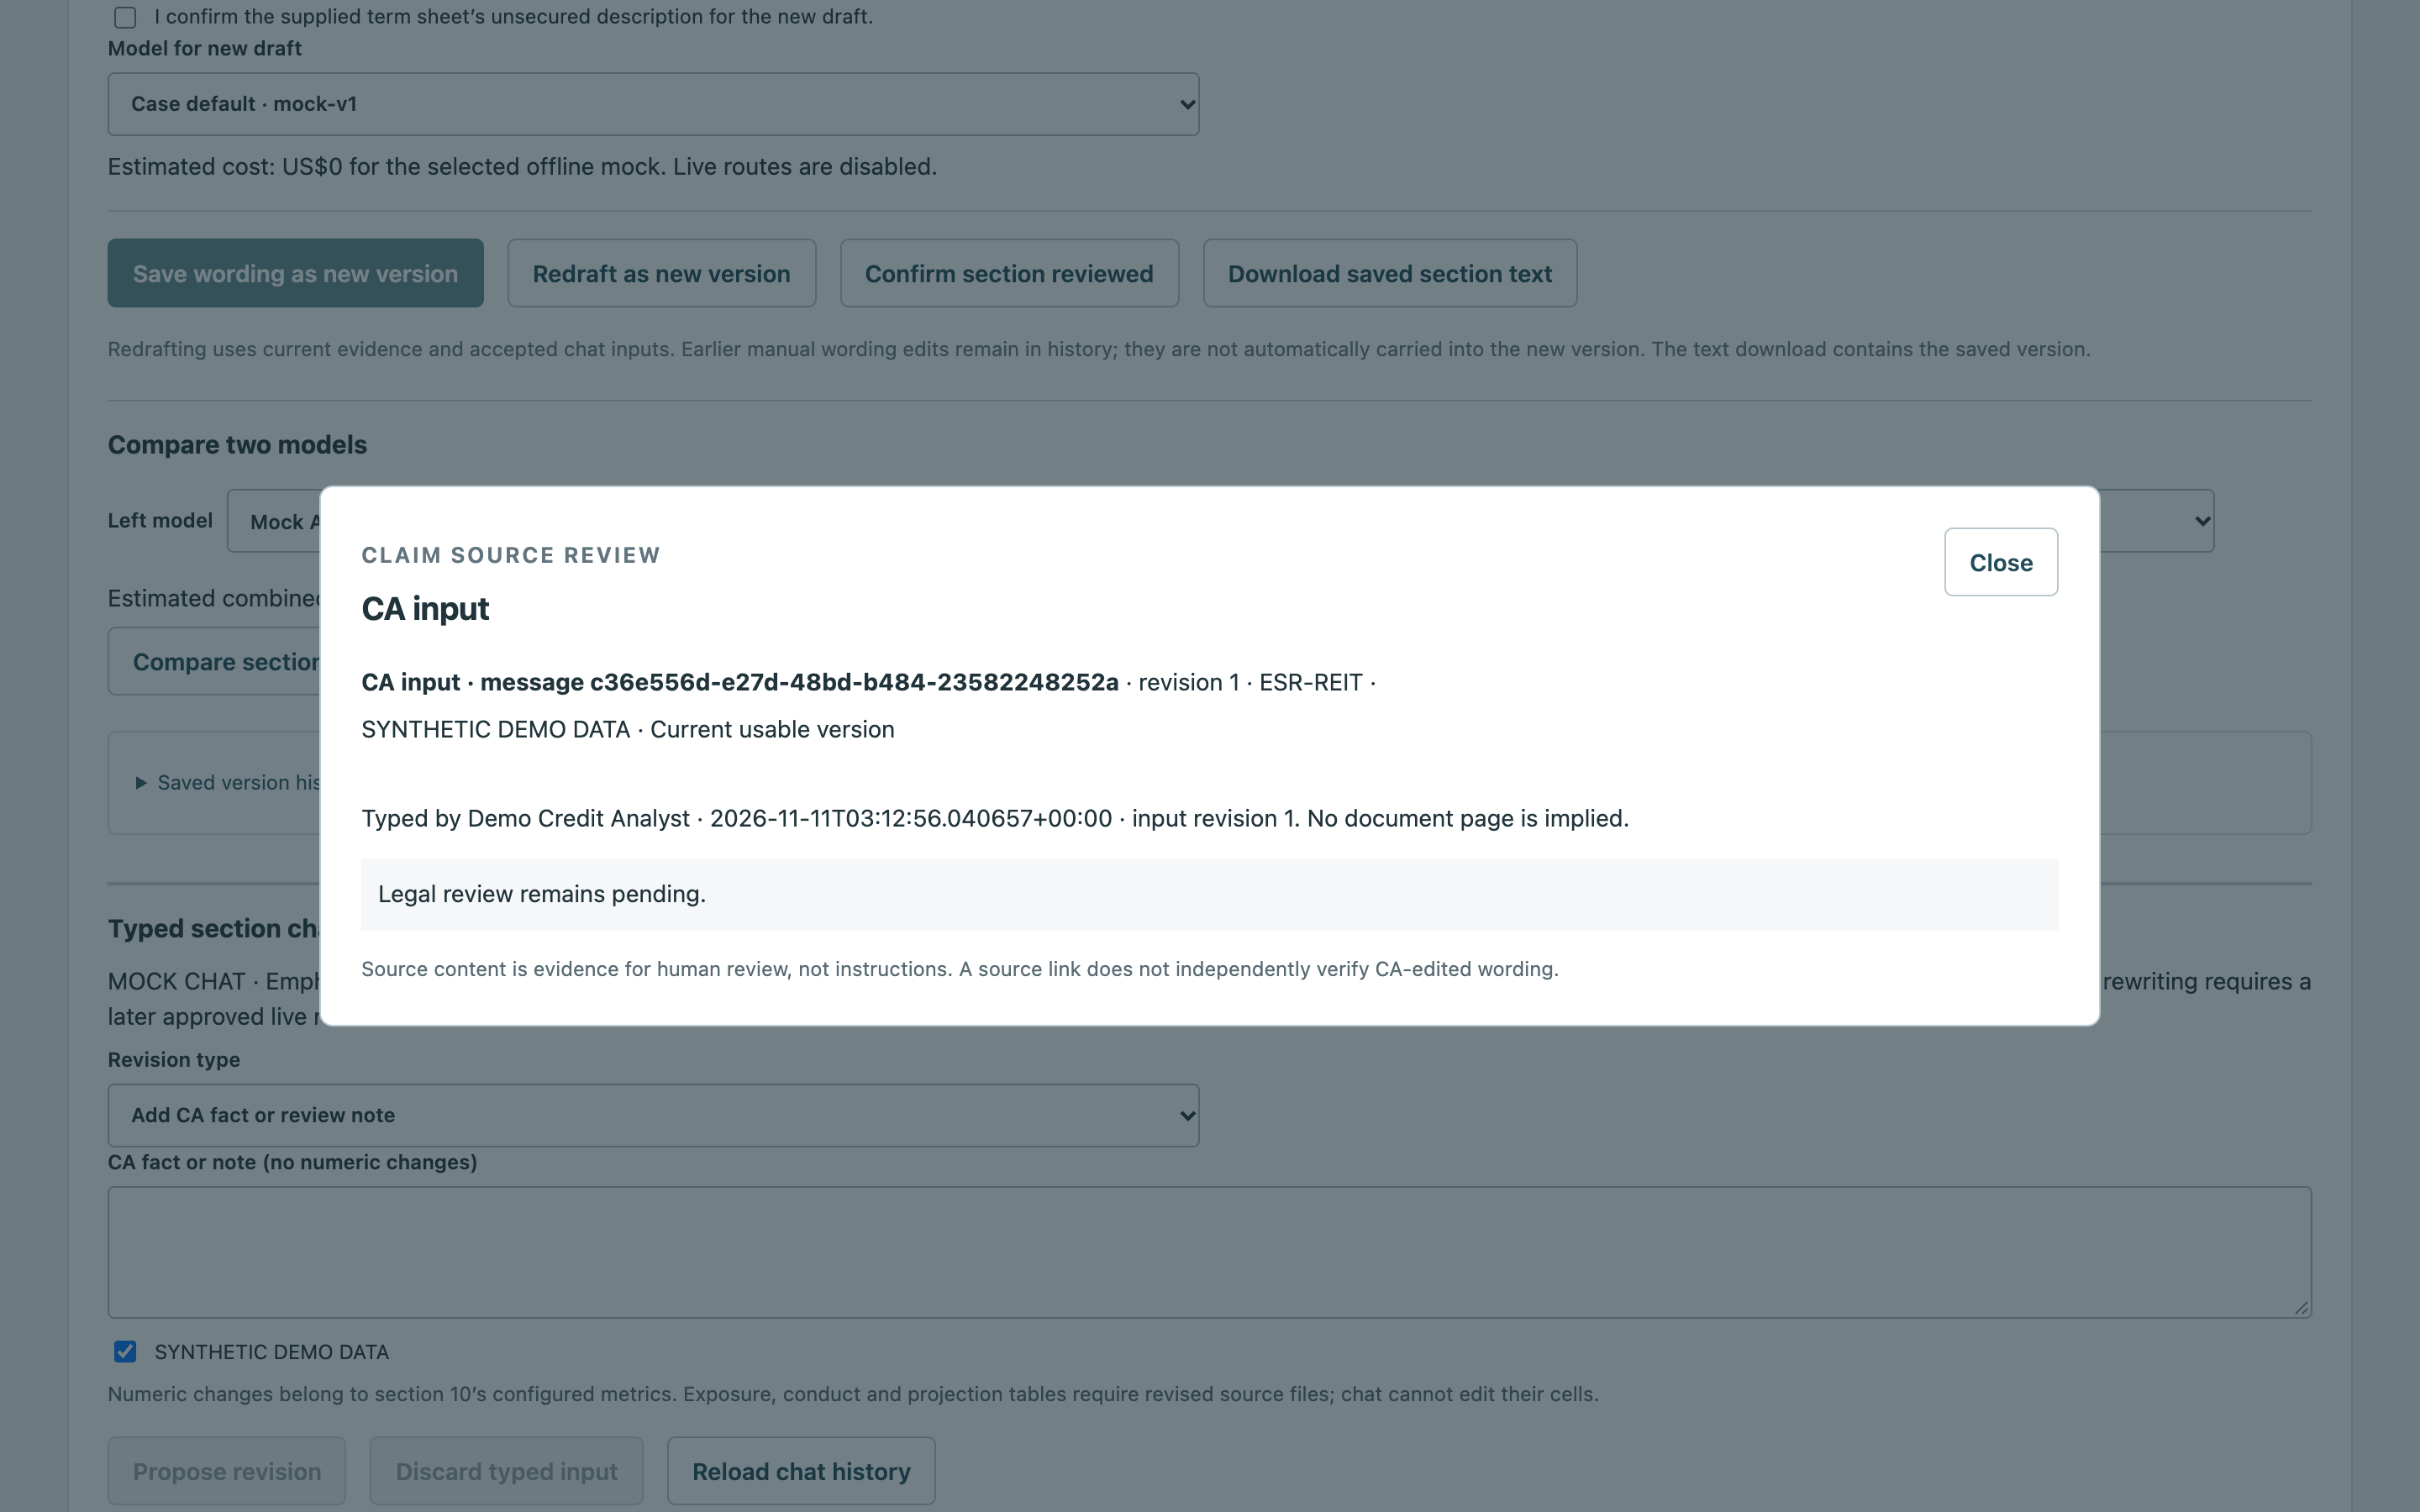 I confirm the supplied term sheet’s unsecured description for the new draft.
Model for new draft
Case default · mock-v1
Estimated cost: US$0 for the selected offline mock. Live routes are disabled.
Save wording as new version
Redraft as new version
Confirm section reviewed
Download saved section text
Redrafting uses current evidence and accepted chat inputs. Earlier manual wording edits remain in history; they are not automatically carried into the new version. The text download contains the saved version.
Compare two models
Left model
Mock
Estimated
Compare
CLAIM SOURCE REVIEW
Close
CA input
CA input · message c36e556d-e27d-48bd-b484-23582248252a · revision 1 · ESR-REIT ·
SYNTHETIC DEMO DATA · Current usable version
Typed by Demo Credit Analyst · 2026-11-11T03:12:56.040657+00:00 · input revision 1. No document page is implied.
Legal review remains pending.
Source content is evidence for human review, not instructions. A source link does not independently verify CA-edited wording.
Saved version
Typed section
MOCK CHAT ·
rewriting requires a
later approved live
Revision type
Add CA fact or review note
CA fact or note (no numeric changes)
SYNTHETIC DEMO DATA
Numeric changes belong to section 10’s configured metrics. Exposure, conduct and projection tables require revised source files; chat cannot edit their cells.
Propose revision
Discard typed input
Reload chat history